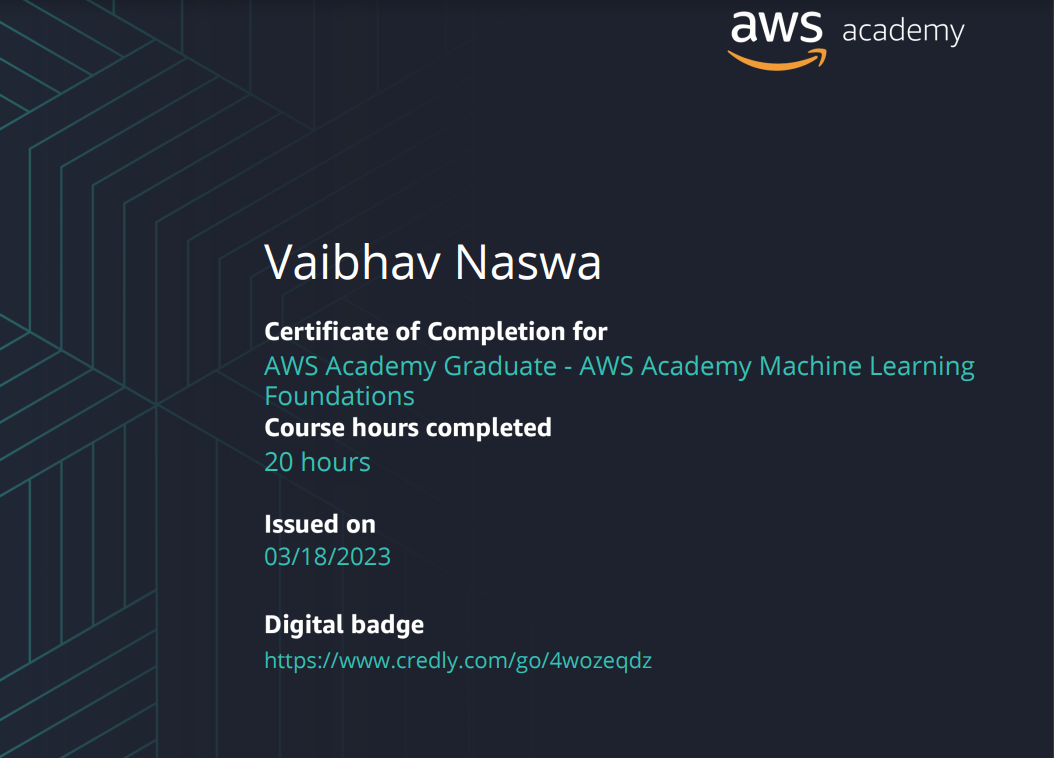 aws academy
Vaibhav Naswa
Certificate of Completion for
AWS Academy Graduate - AWS Academy Machine Learning
Foundations
Course hours completed
20 hours
Issued on
03/18/2023
Digital badge
https://www.credly.com/go/4wozeqdz